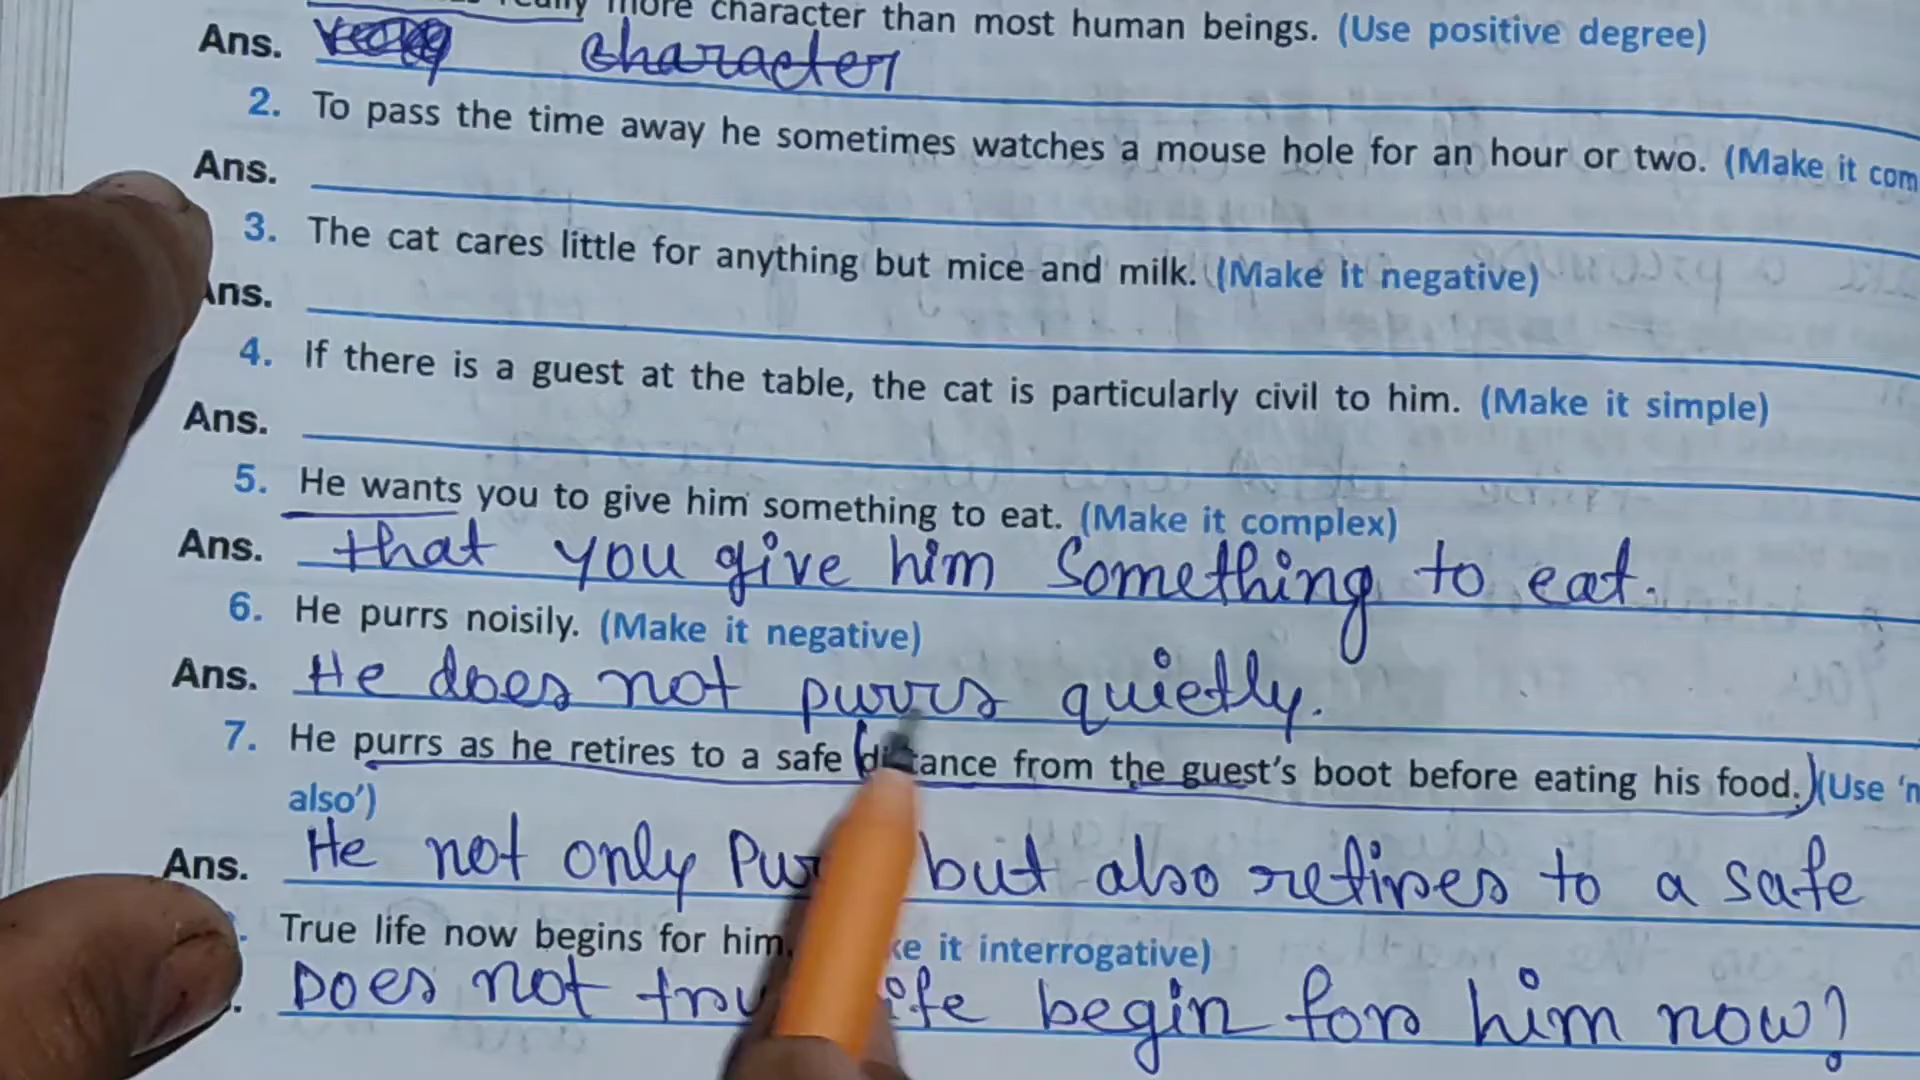 really more character than most human beings. (Use positive degree)
Ans. character
2. To pass the time away he sometimes watches a mouse hole for an hour or two. (Make it com
Ans.
3. The cat cares little for anything but mice and milk. (Make it negative)
Ans.
4. If there is a guest at the table, the cat is particularly civil to him. (Make it simple)
Ans.
5. He wants you to give him something to eat. (Make it complex)
Ans. that you give him something to eat.
6. He purrs noisily. (Make it negative)
Ans. He does not purrs quietly.
7. He purrs as he retires to a safe distance from the guest's boot before eating his food. (Use 'n
also')
Ans. He not only but also retires to a safe
True life now begins for him. it interrogative)
Does not life begin for him now?